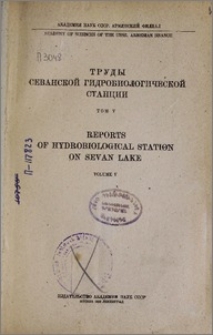 АКАДЕМИЯ НАУК СССР АРМЯНСКИЙ ФИЛИАЛ
ACADEMY OF SCIENCES OF THE USSR, ARMENIAN BRANCH
ТРУДЫ
СЕВАНСКОЙ ГИДРОБИОЛОГИЧЕСКОЙ
СТАНЦИИ
ТОМ V
REPORTS
OF HYDROBIOLOGICAL STATION
ON SEVAN LAKE
VOLUME V
П-117823
ИЗДАТЕЛЬСТВО АКАДЕМИИ НАУК СССР